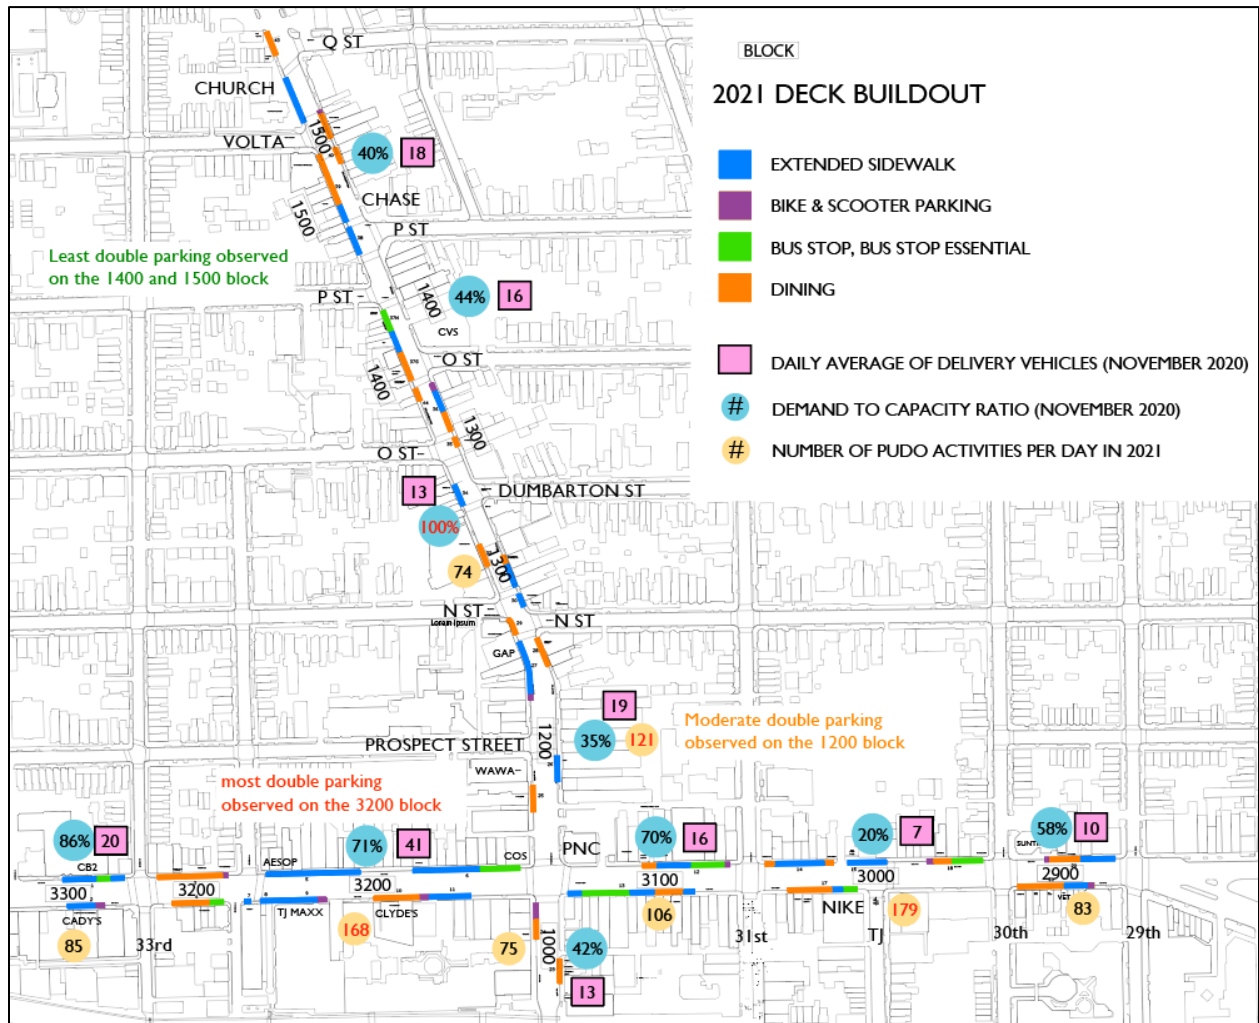 BLOCK
2021 DECK BUILDOUT
EXTENDED SIDEWALK
BIKE & SCOOTER PARKING
BUS STOP, BUS STOP ESSENTIAL
DINING
DAILY AVERAGE OF DELIVERY VEHICLES (NOVEMBER 2020)
# DEMAND TO CAPACITY RATIO (NOVEMBER 2020)
# NUMBER OF PUDO ACTIVITIES PER DAY IN 2021
Q ST
CHURCH
VOLTA
1500
40%
18
CHASE
1500
P ST
Least double parking observed
on the 1400 and 1500 block
P ST
1400
44%
16
CVS
O ST
1400
1300
O ST
13
DUMBARTON ST
100%
74
1300
N ST
Lorem Ipsum
N ST
GAP
19
35%
121
Moderate double parking
observed on the 1200 block
1200
PROSPECT STREET
WAWA
most double parking
observed on the 3200 block
86%
20
CB2
3300
CADY'S
85
33rd
3200
AESOP
71%
41
COS
3200
TJ MAXX
CLYDE'S
168
PNC
70%
16
3100
106
75
1000
42%
13
31st
20%
7
3000
NIKE
TJ
179
58%
10
2900
VET
83
30th
29th